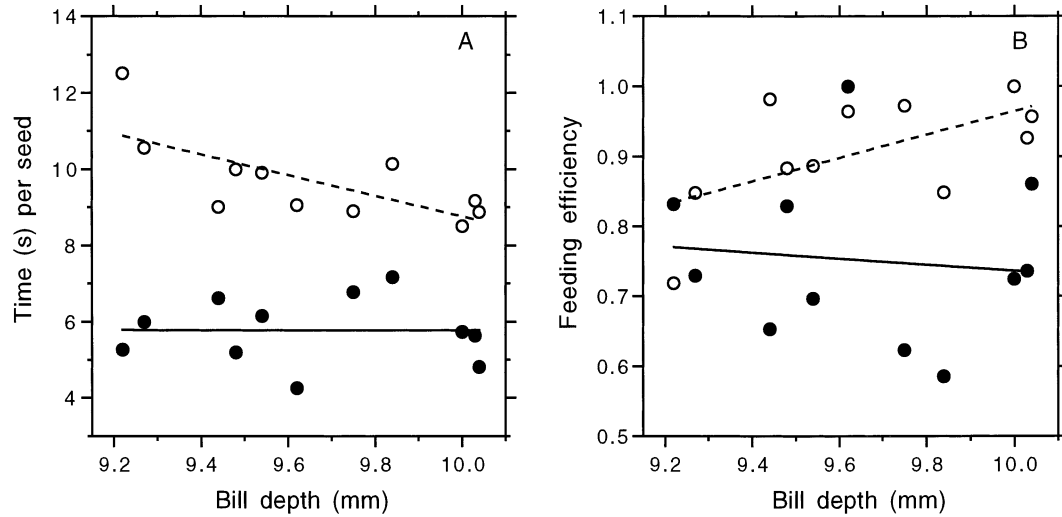 A
Time (s) per seed
14
12
10
8
6
4
9.2 9.4 9.6 9.8 10.0
Bill depth (mm)
B
Feeding efficiency
1.1
1.0
0.9
0.8
0.7
0.6
0.5
9.2 9.4 9.6 9.8 10.0
Bill depth (mm)